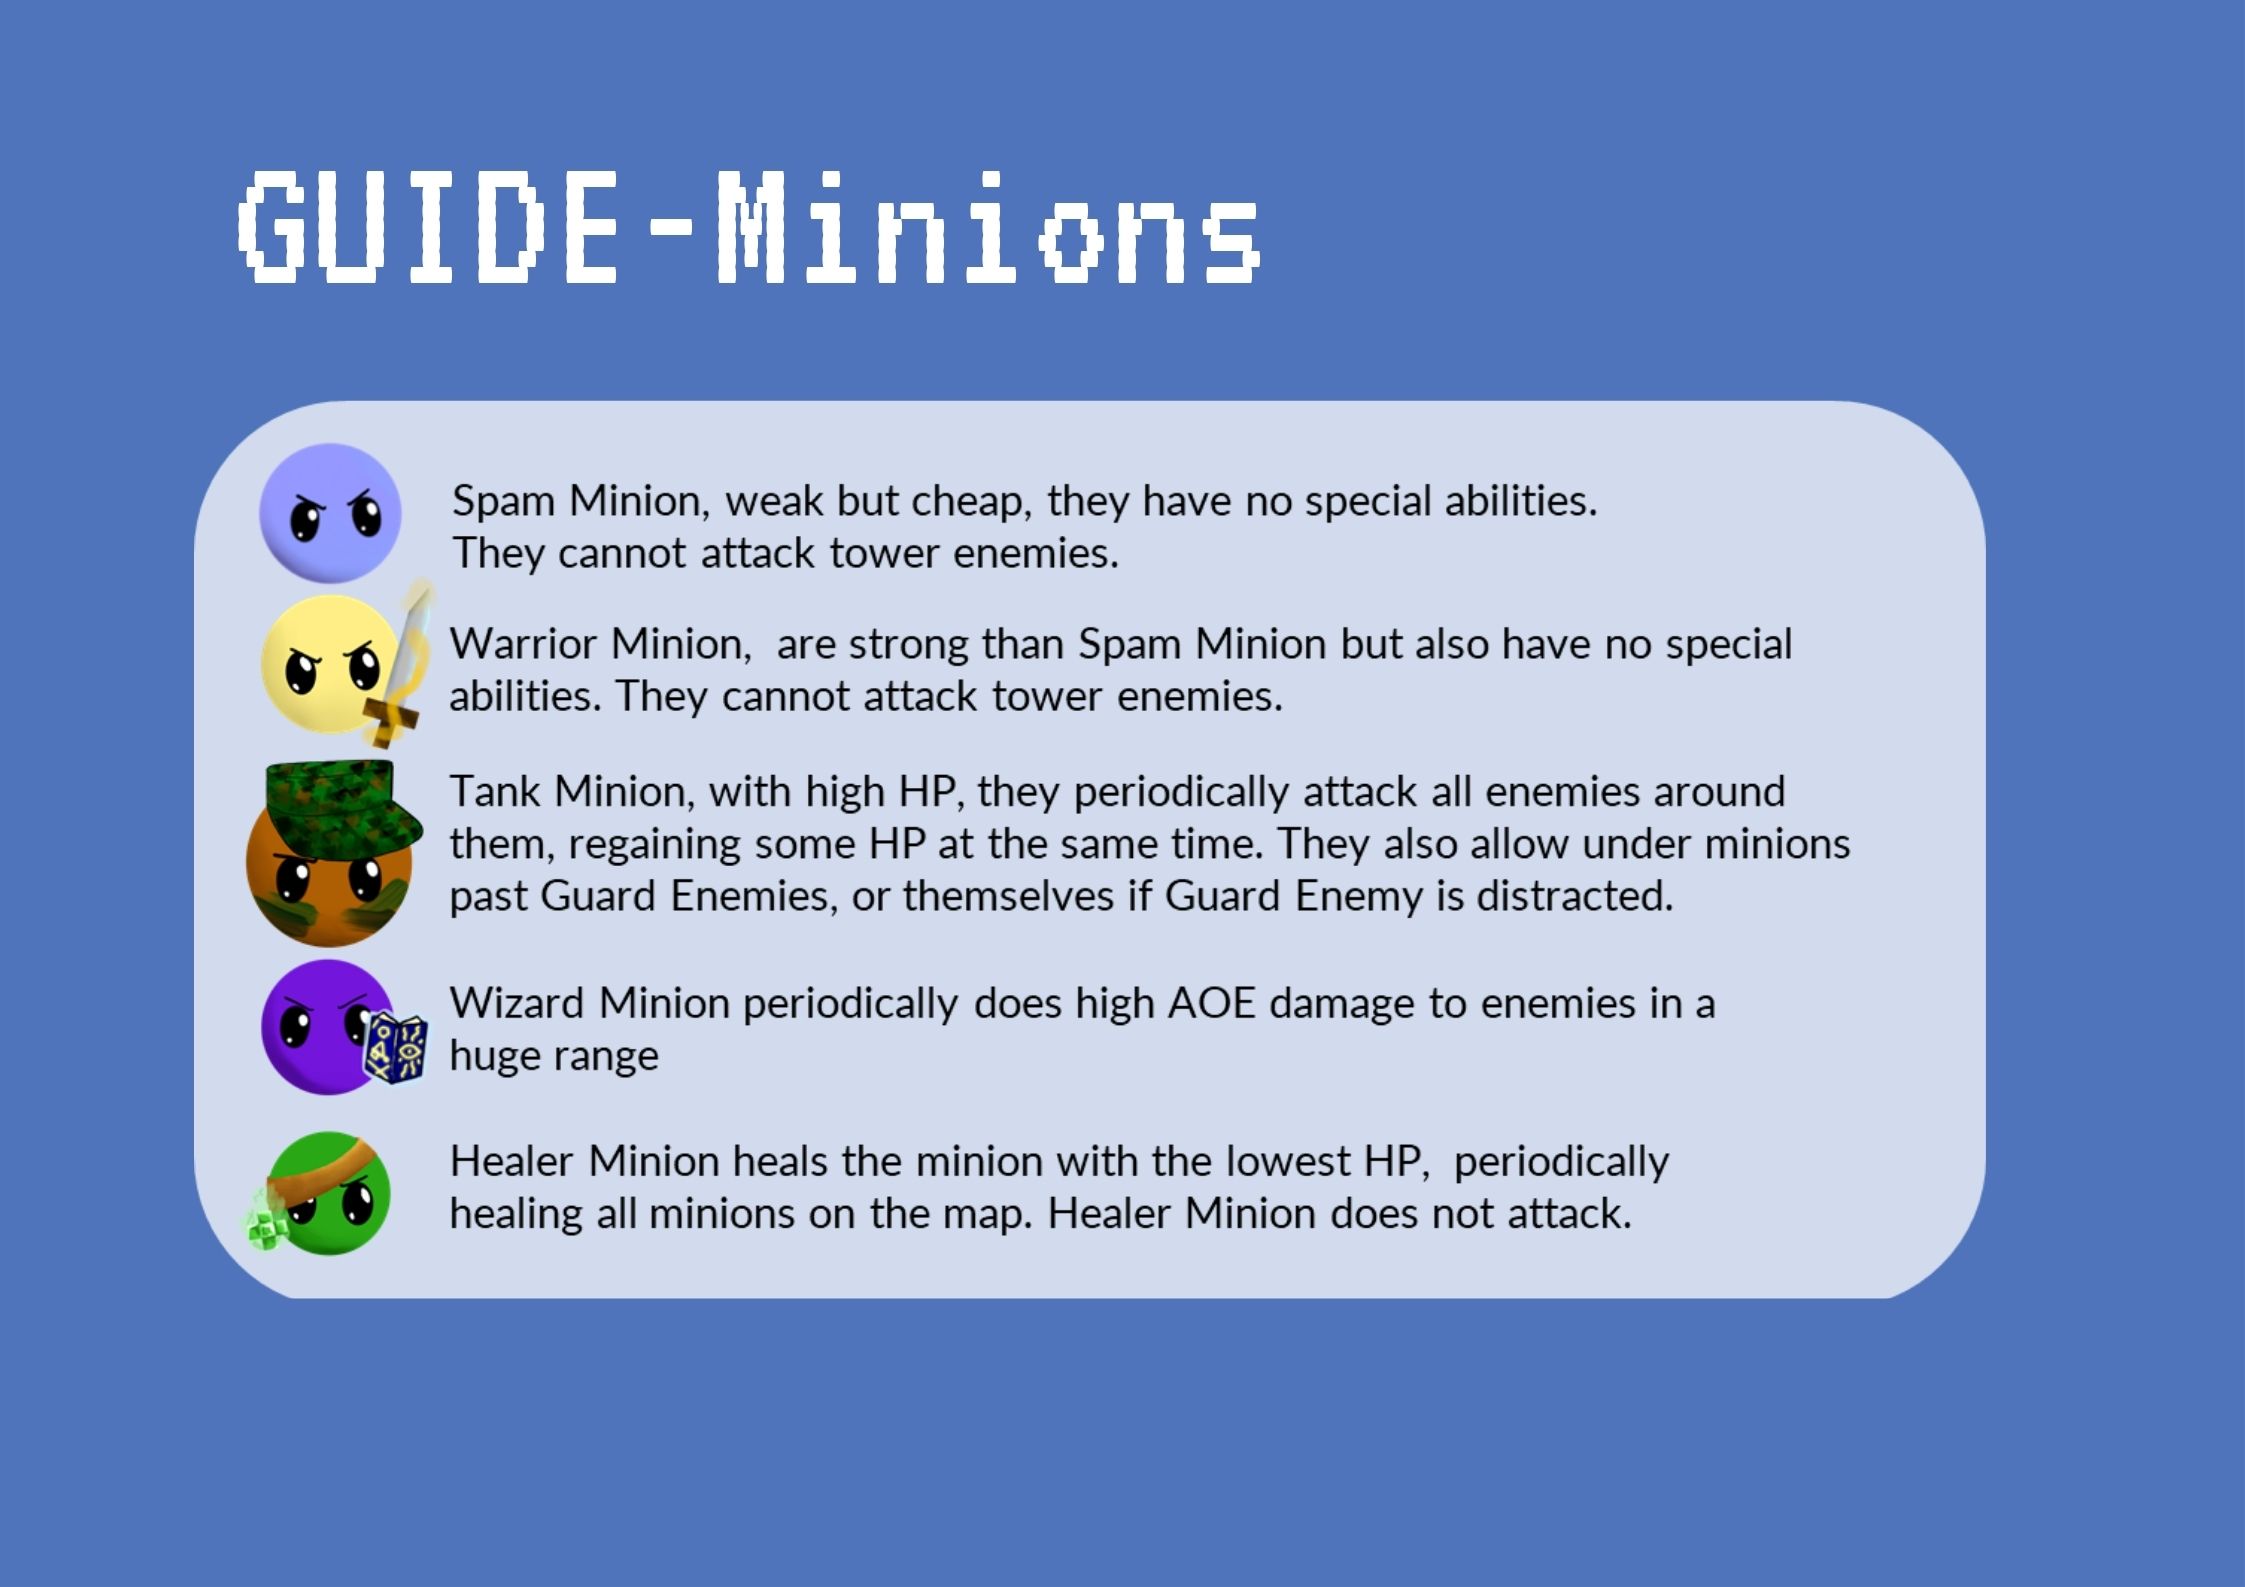 GUIDE-Minions
Spam Minion, weak but cheap, they have no special abilities.
They cannot attack tower enemies.
Warrior Minion,  are strong than Spam Minion but also have no special
abilities. They cannot attack tower enemies.
Tank Minion, with high HP, they periodically attack all enemies around
them, regaining some HP at the same time. They also allow under minions
past Guard Enemies, or themselves if Guard Enemy is distracted.
Wizard Minion periodically does high AOE damage to enemies in a
huge range
Healer Minion heals the minion with the lowest HP,  periodically
healing all minions on the map. Healer Minion does not attack.